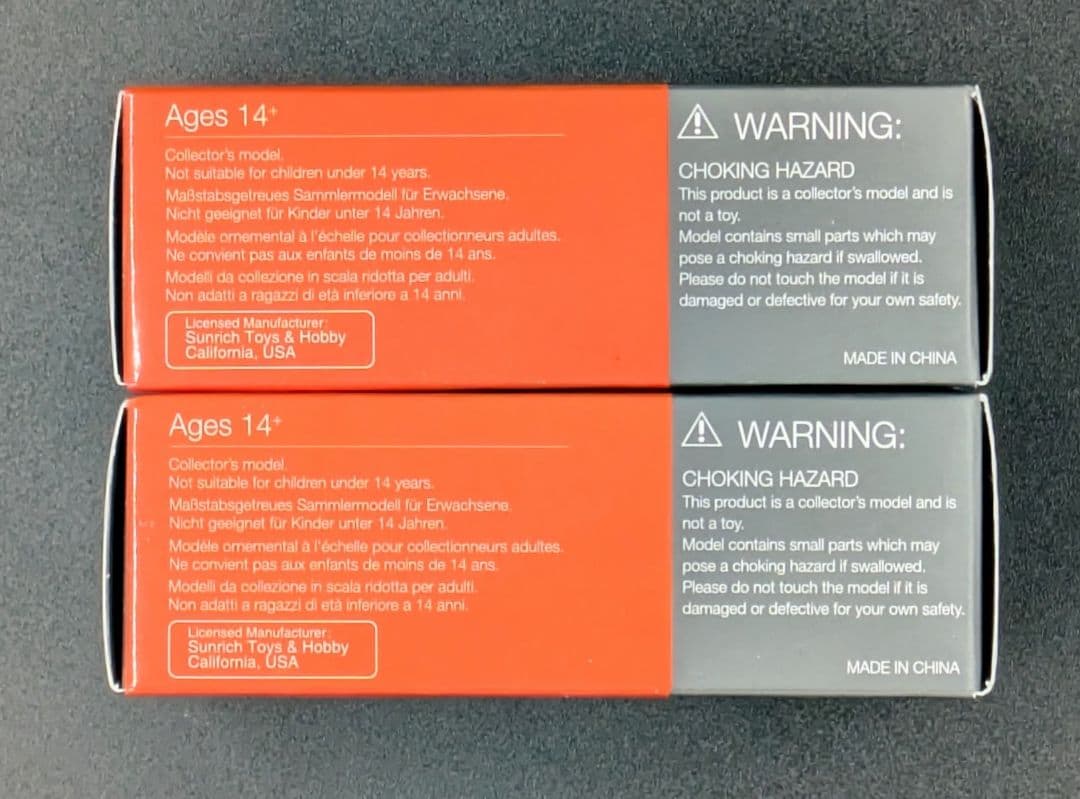 Ages 14+
Collector's model.
Not suitable for children under 14 years.
Maßstabsgetreues Sammlermodell für Erwachsene.
Nicht geeignet für Kinder unter 14 Jahren.
Modèle ornemental à l'échelle pour collectionneurs adultes.
Ne convient pas aux enfants de moins de 14 ans.
Modelli da collezione in scala ridotta per adulti.
Non adatti a ragazzi di età inferiore a 14 anni.
Licensed Manufacturer:
Sunrich Toys & Hobby
California, USA
WARNING:
CHOKING HAZARD
This product is a collector's model and is
not a toy.
Model contains small parts which may
pose a choking hazard if swallowed.
Please do not touch the model if it is
damaged or defective for your own safety.
MADE IN CHINA
Ages 14+
Collector's model.
Not suitable for children under 14 years.
Maßstabsgetreues Sammlermodell für Erwachsene.
Nicht geeignet für Kinder unter 14 Jahren.
Modèle ornemental à l'échelle pour collectionneurs adultes.
Ne convient pas aux enfants de moins de 14 ans.
Modelli da collezione in scala ridotta per adulti.
Non adatti a ragazzi di età inferiore a 14 anni.
Licensed Manufacturer:
Sunrich Toys & Hobby
California, USA
WARNING:
CHOKING HAZARD
This product is a collector's model and is
not a toy.
Model contains small parts which may
pose a choking hazard if swallowed.
Please do not touch the model if it is
damaged or defective for your own safety.
MADE IN CHINA